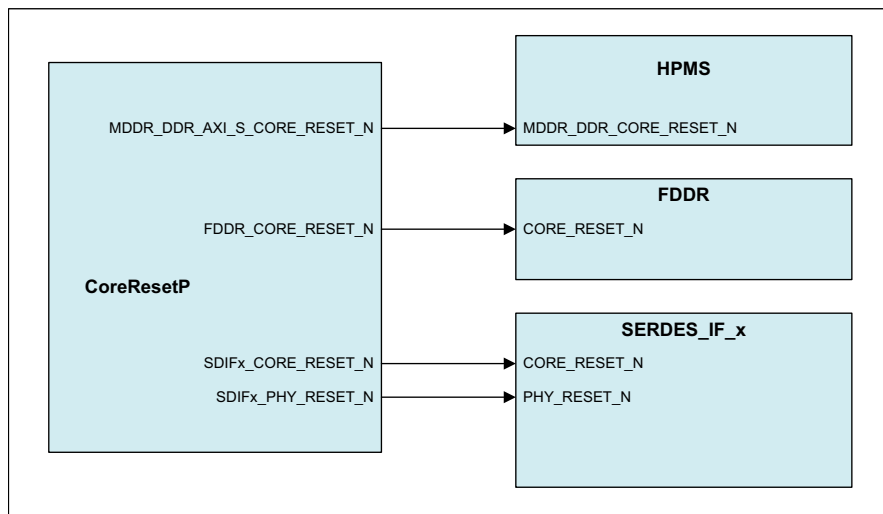 HPMS
MDDR_DDR_AXI_S_CORE_RESET_N
MDDR_DDR_CORE_RESET_N
FDDR
FDDR_CORE_RESET_N
CORE_RESET_N
CoreResetP
SERDES_IF_x
SDIFx_CORE_RESET_N
CORE_RESET_N
SDIFx_PHY_RESET_N
PHY_RESET_N